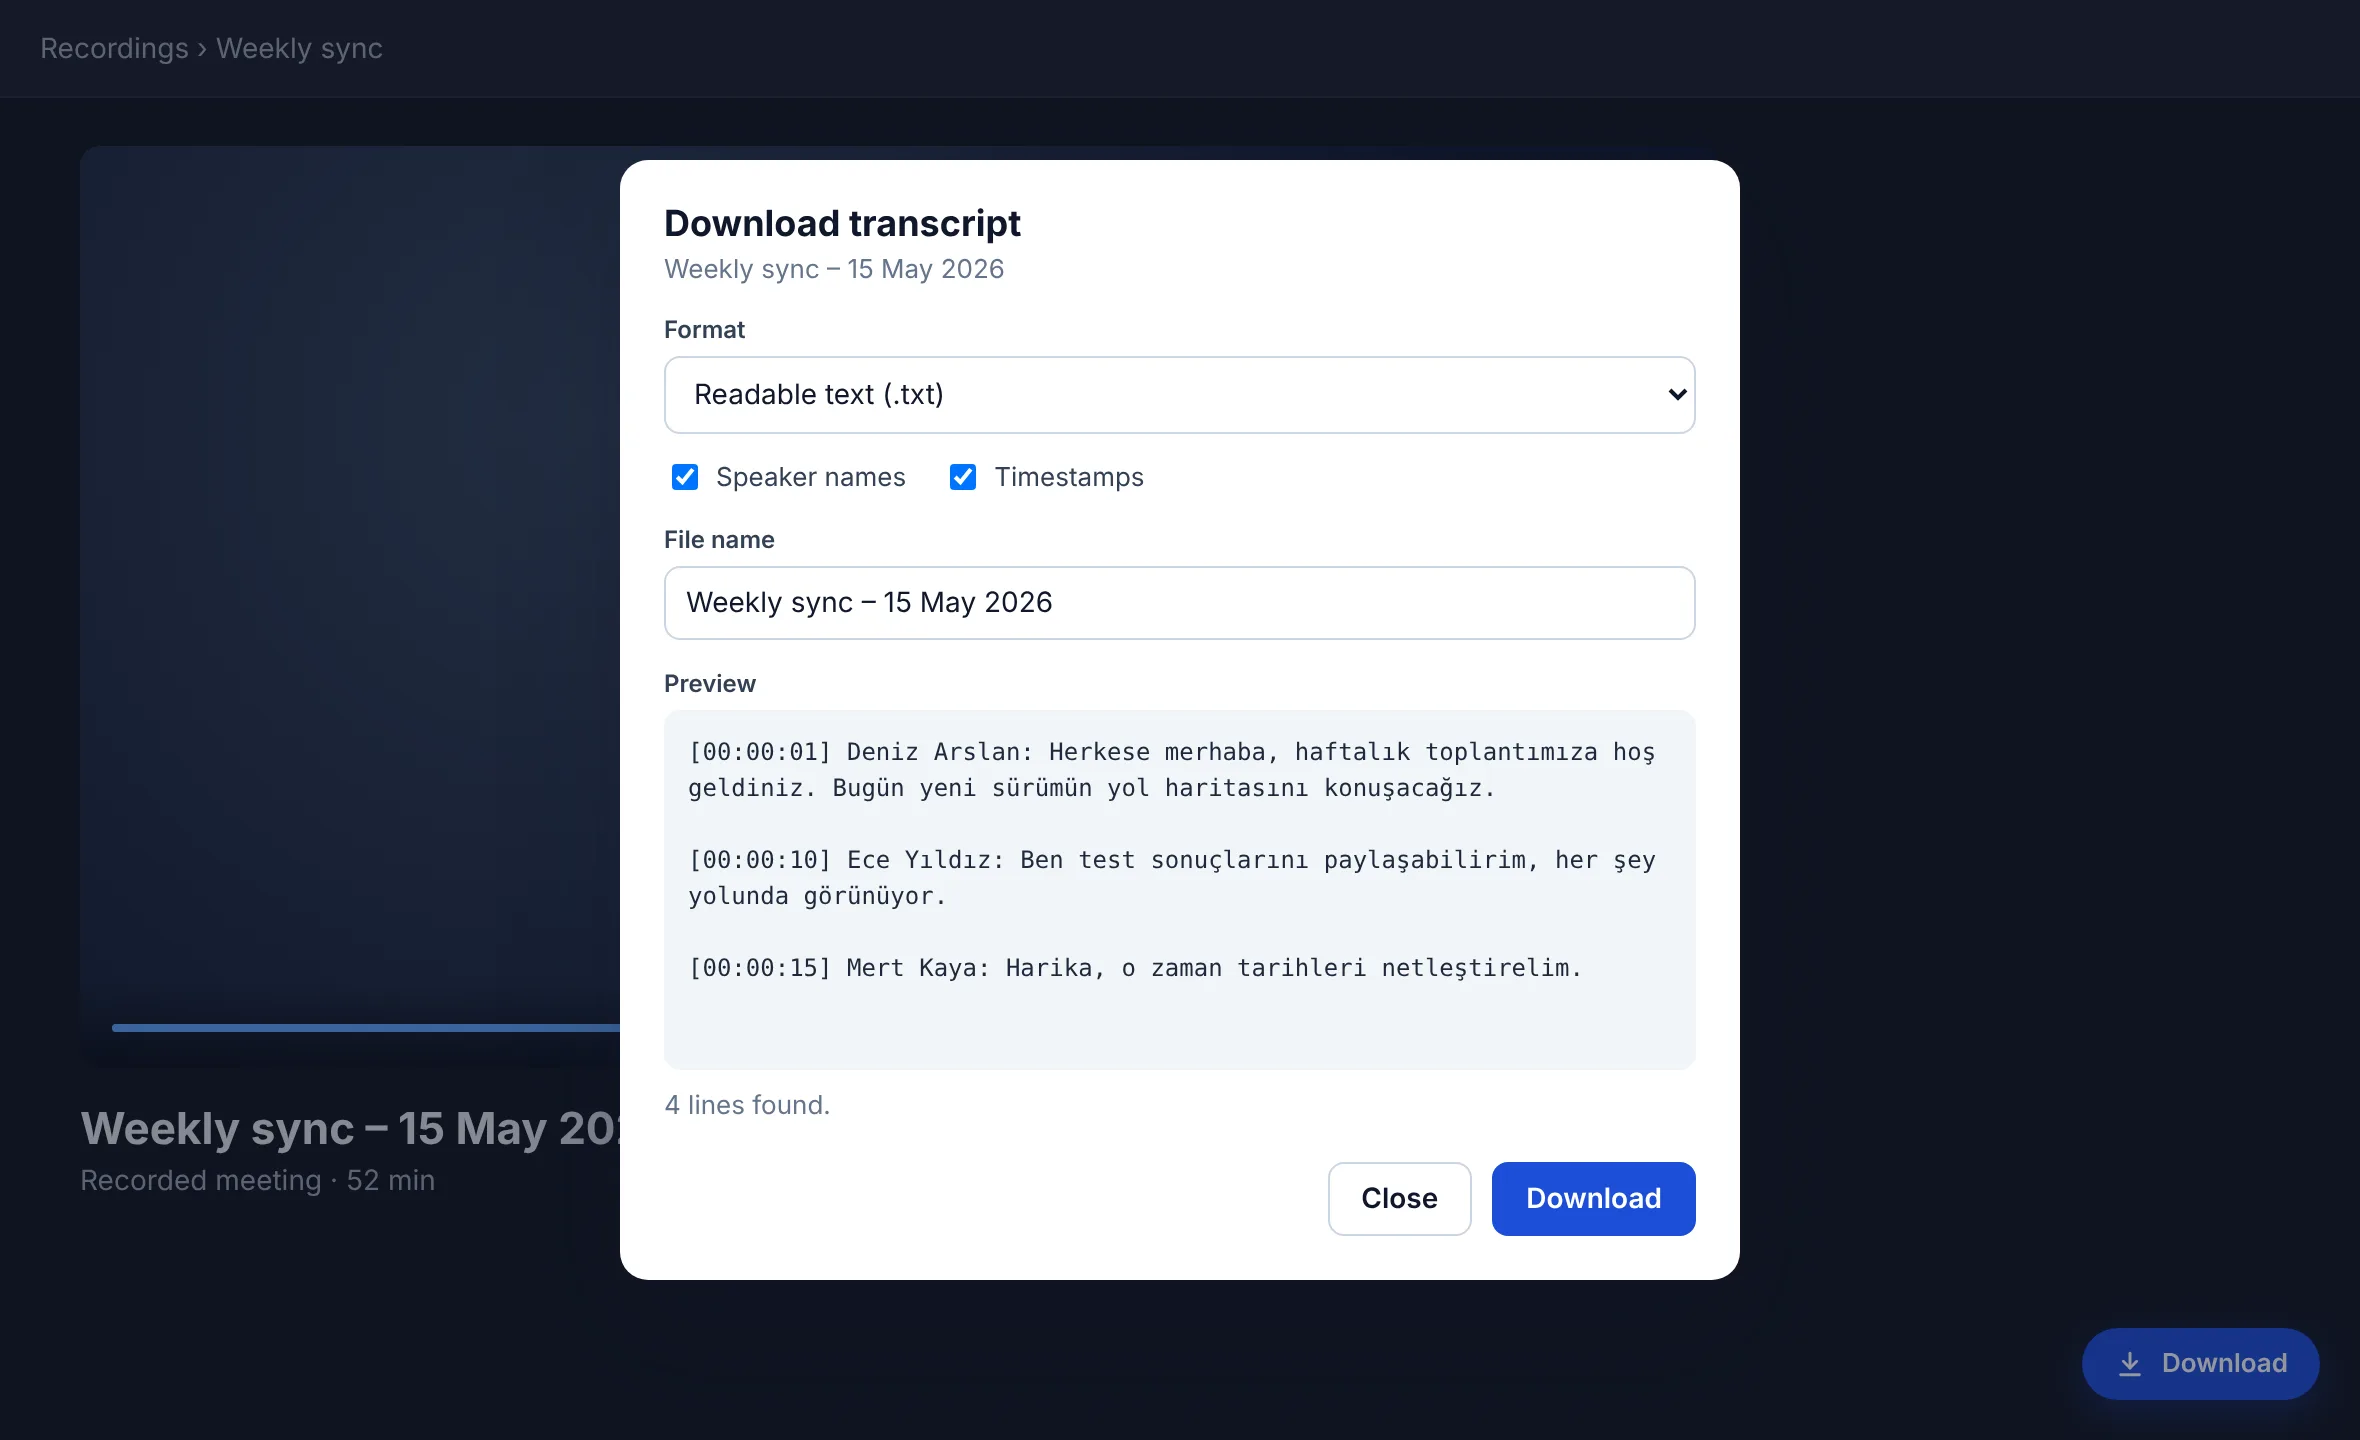 Recordings › Weekly sync
Download transcript
Weekly sync – 15 May 2026
Format
Readable text (.txt)
Speaker names
Timestamps
File name
Weekly sync – 15 May 2026
Preview
[00:00:01] Deniz Arslan: Herkese merhaba, haftalık toplantımıza hoş
geldiniz. Bugün yeni sürümün yol haritasını konuşacağız.
[00:00:10] Ece Yıldız: Ben test sonuçlarını paylaşabilirim, her şey
yolunda görünüyor.
[00:00:15] Mert Kaya: Harika, o zaman tarihleri netleştirelim.
4 lines found.
Close
Download
Weekly sync – 15 May
Recorded meeting · 52 min
Download